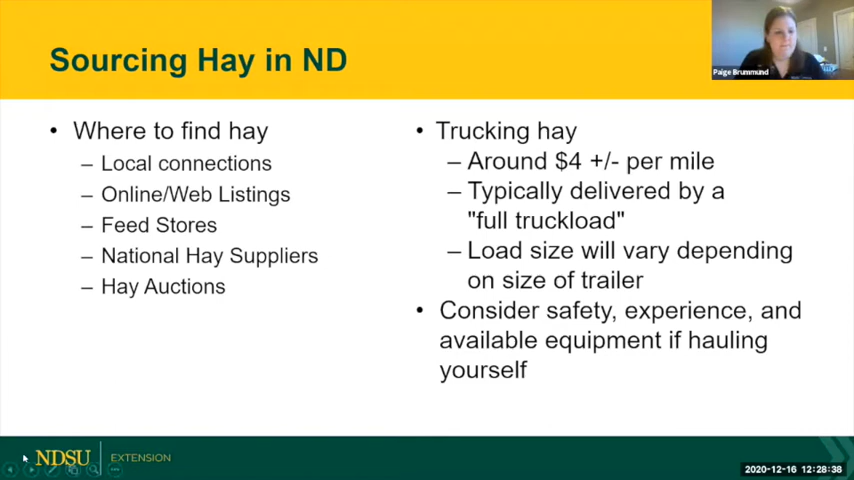 Sourcing Hay in ND
Paige Brummund
• Where to find hay
– Local connections
– Online/Web Listings
– Feed Stores
– National Hay Suppliers
– Hay Auctions
• Trucking hay
– Around $4 +/- per mile
– Typically delivered by a
"full truckload"
– Load size will vary depending
on size of trailer
• Consider safety, experience, and
available equipment if hauling
yourself
NDSU EXTENSION
2020-12-16 12:28:38